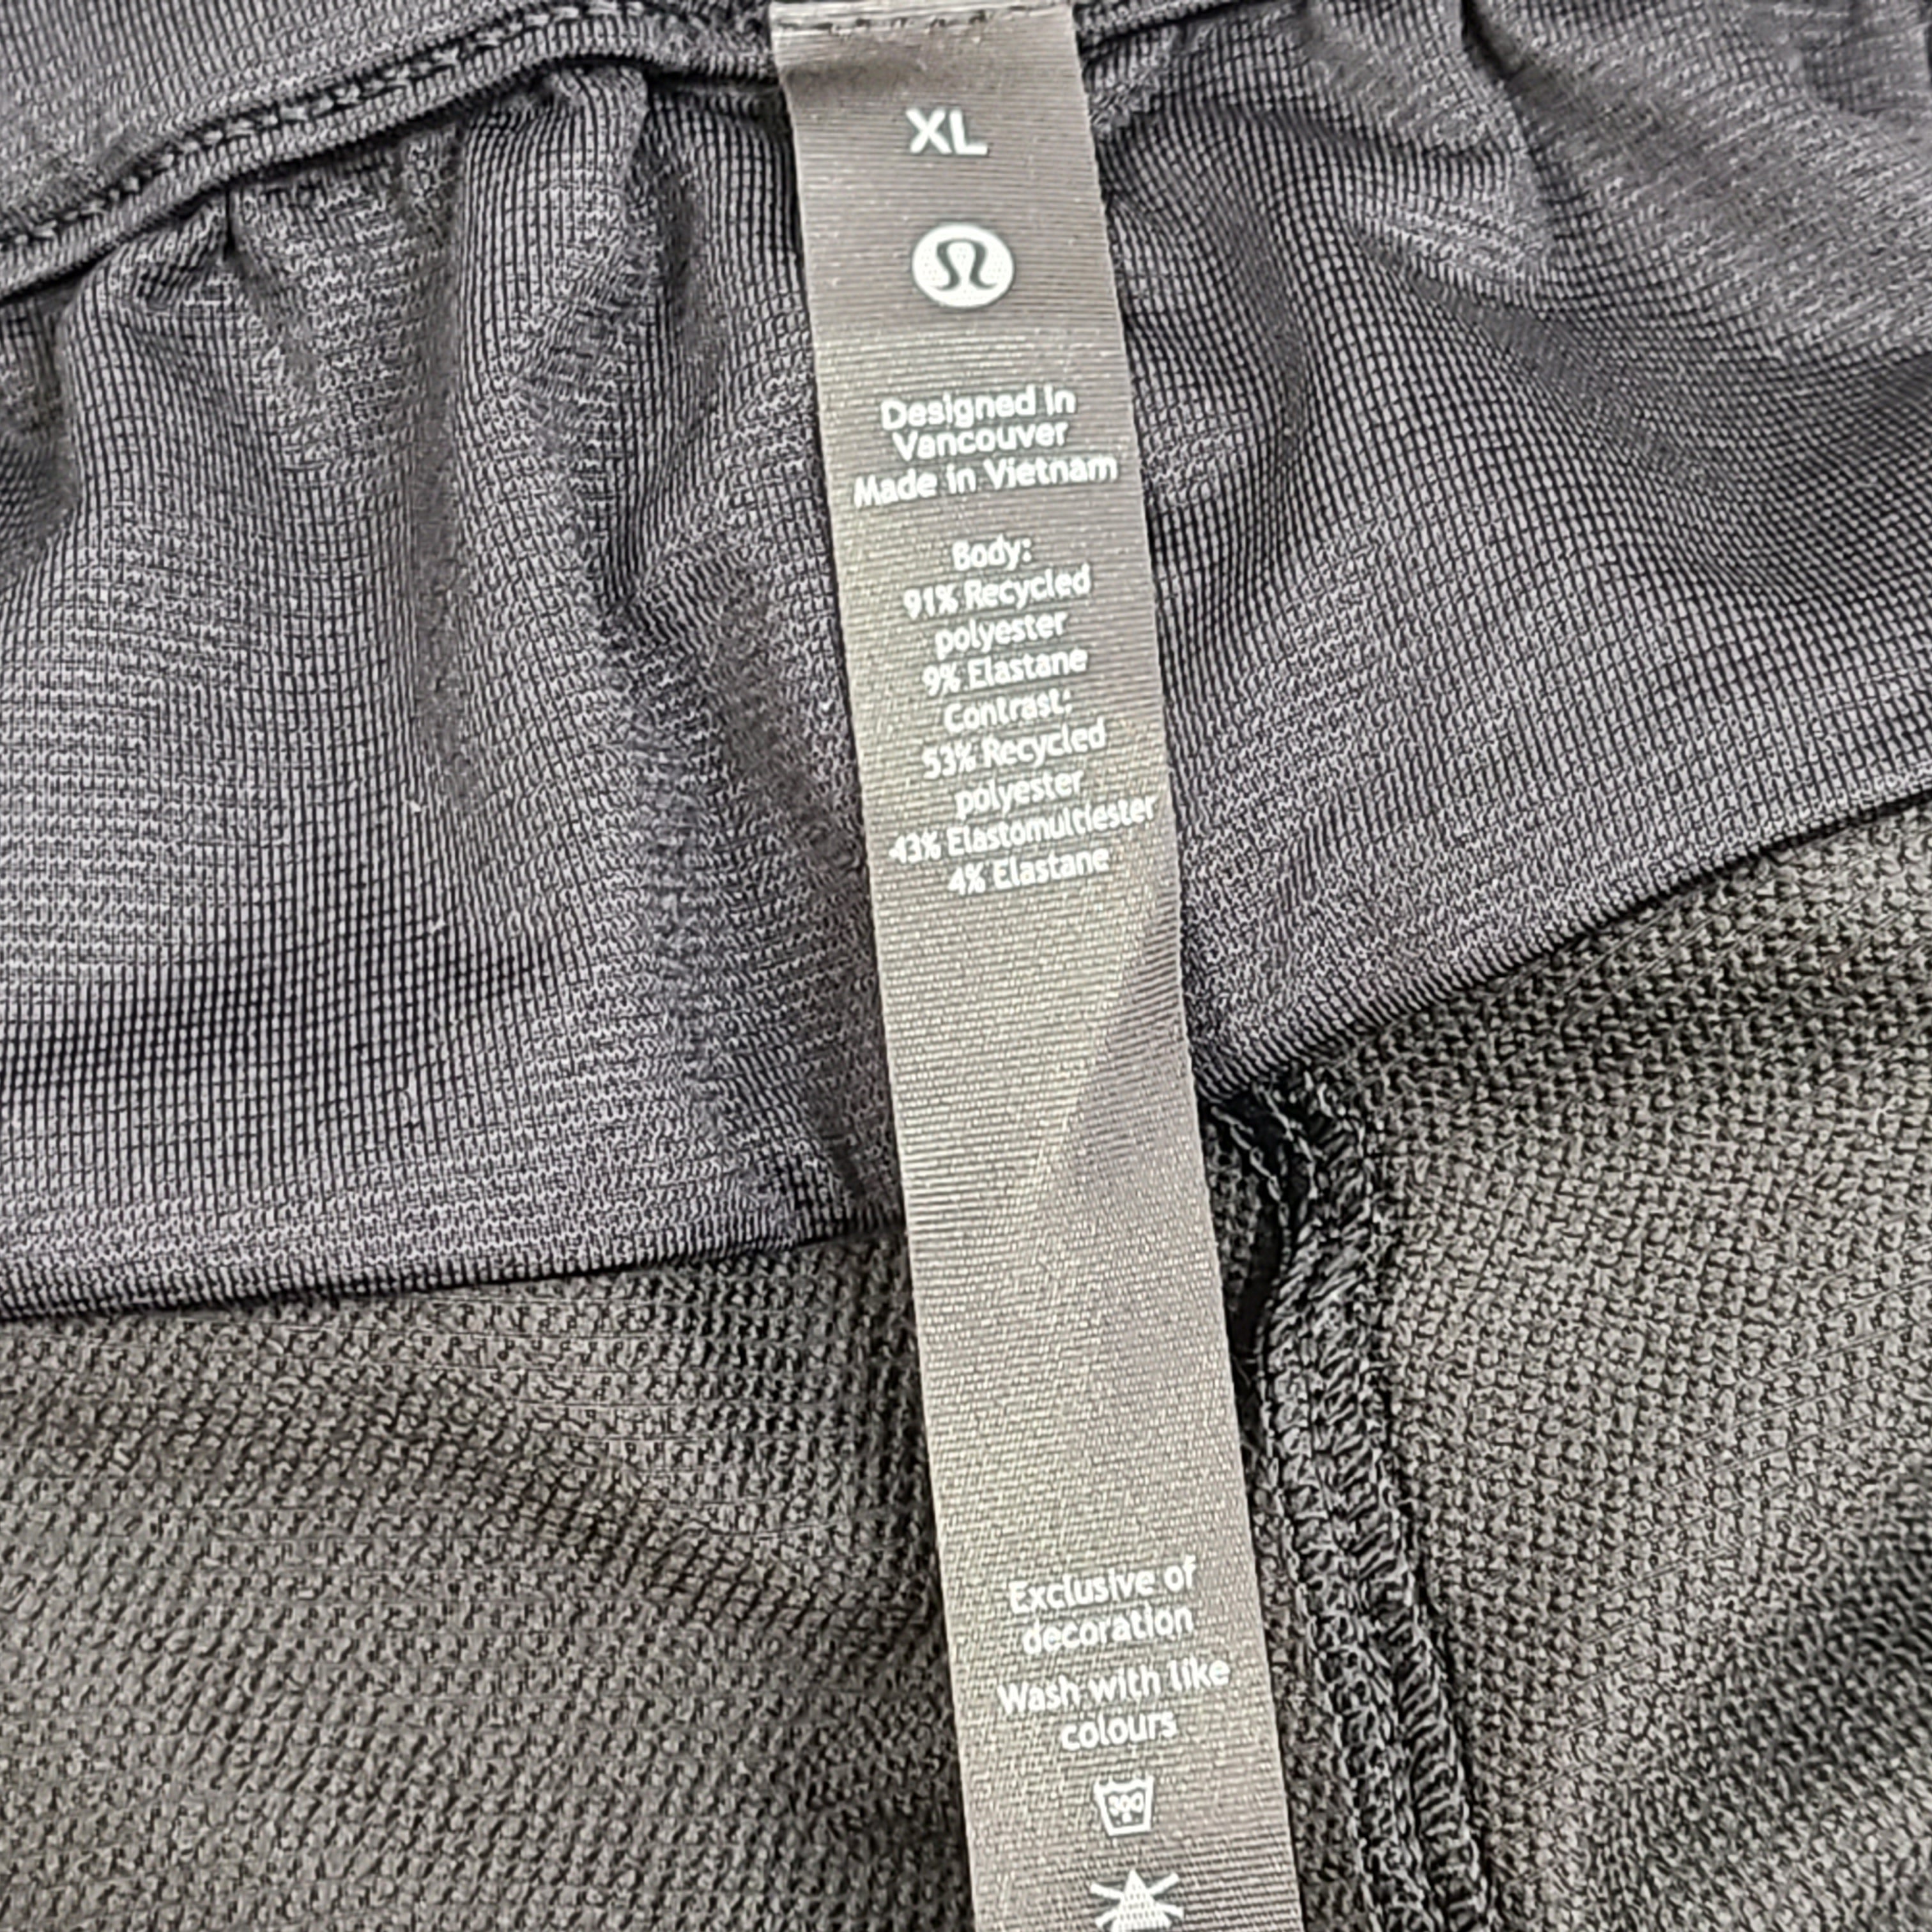 XL
Designed in
Vancouver
Made in Vietnam
Body:
91% Recycled
polyester
9% Elastane
Contrast:
53% Recycled
polyester
43% Elastomultiester
4% Elastane
Exclusive of
decoration
Wash with like
colours
30C